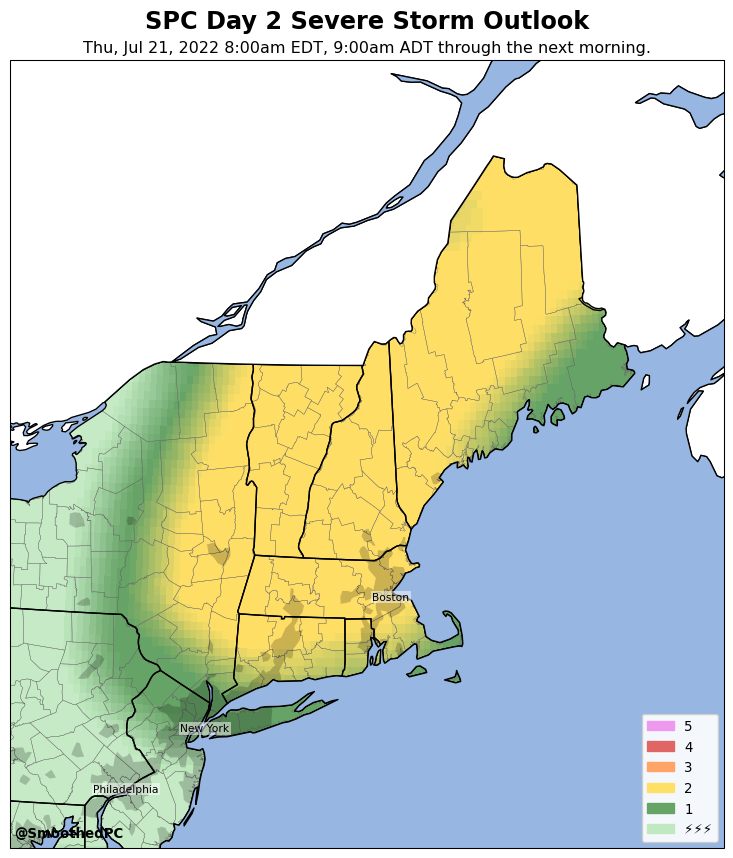 SPC Day 2 Severe Storm Outlook
Thu, Jul 21, 2022 8:00am EDT, 9:00am ADT through the next morning.
Boston
New York
Philadelphia
5
4
3
2
1
⚡⚡⚡
@SmoothedPC